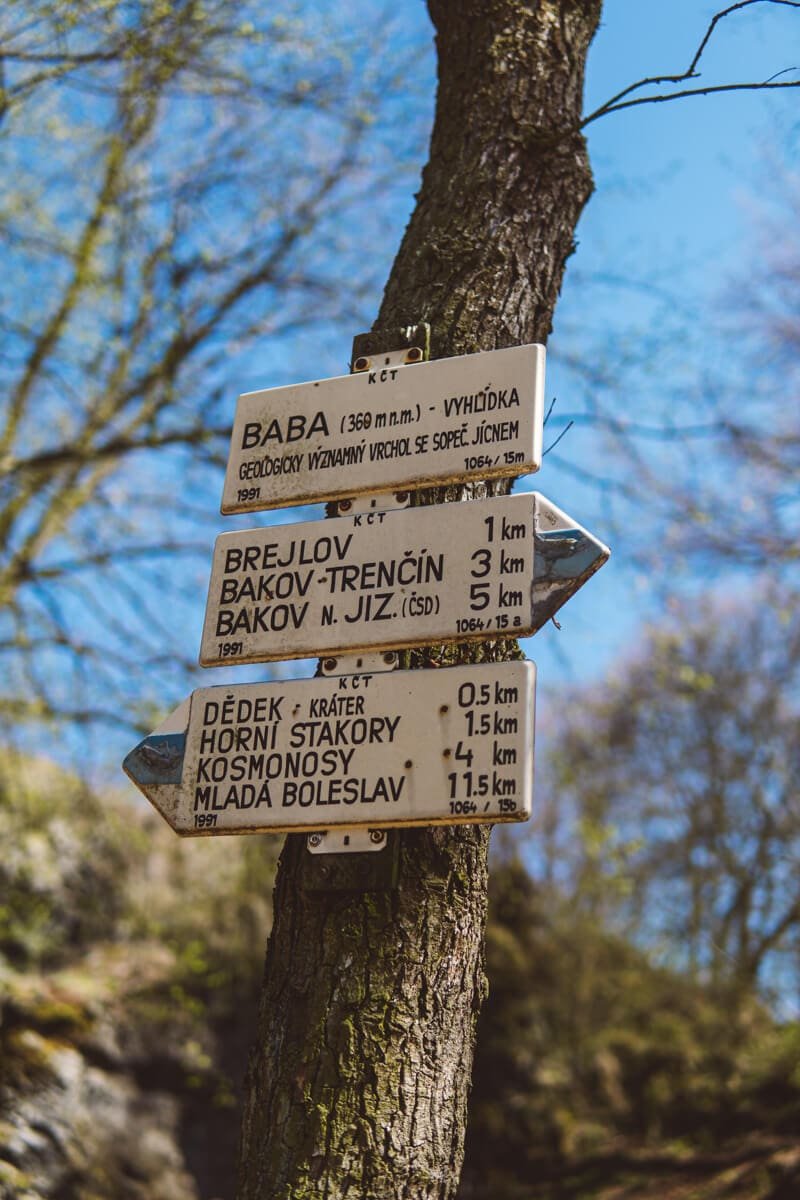 KČT
BABA (360 m n.m.) - VYHLÍDKA
GEOLOGICKY VÝZNAMNÝ VRCHOL SE SOPEČ. JÍCNEM
1991 1064/15m
KČT
BREJLOV 1 km
BAKOV-TRENČÍN 3 km
BAKOV N. JIZ. (ČSD) 5 km
1991 1064/15a
KČT
DĚDEK - KRÁTER 0.5 km
HORNÍ STAKORY 1.5 km
KOSMONOSY 4 km
MLADÁ BOLESLAV 11.5 km
1991 1064/15b